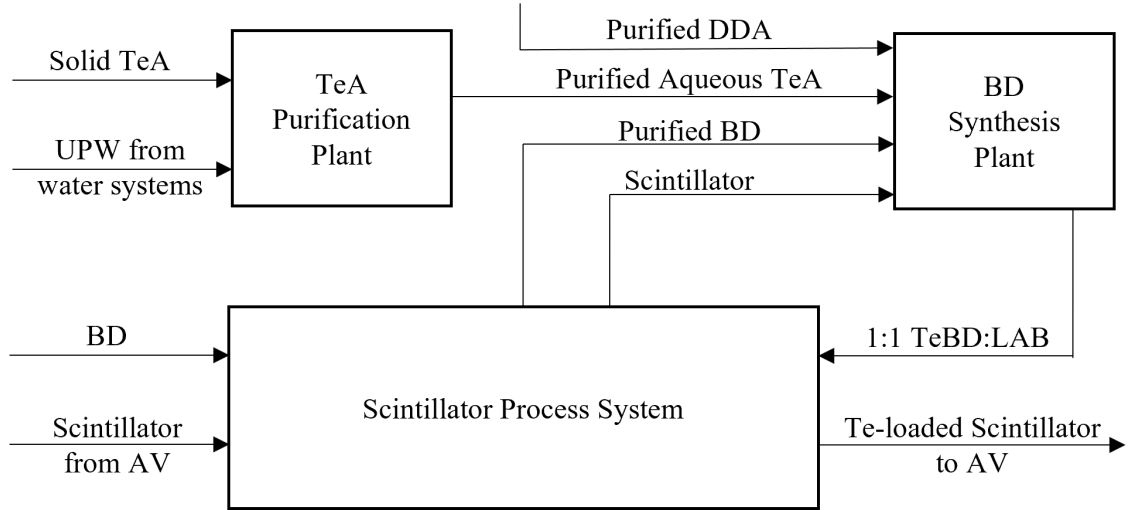 Purified DDA
Solid TeA
TeA
Purification
Plant
Purified Aqueous TeA
BD
Synthesis
Plant
UPW from
water systems
Purified BD
Scintillator
BD
1:1 TeBD:LAB
Scintillator Process System
Scintillator
from AV
Te-loaded Scintillator
to AV